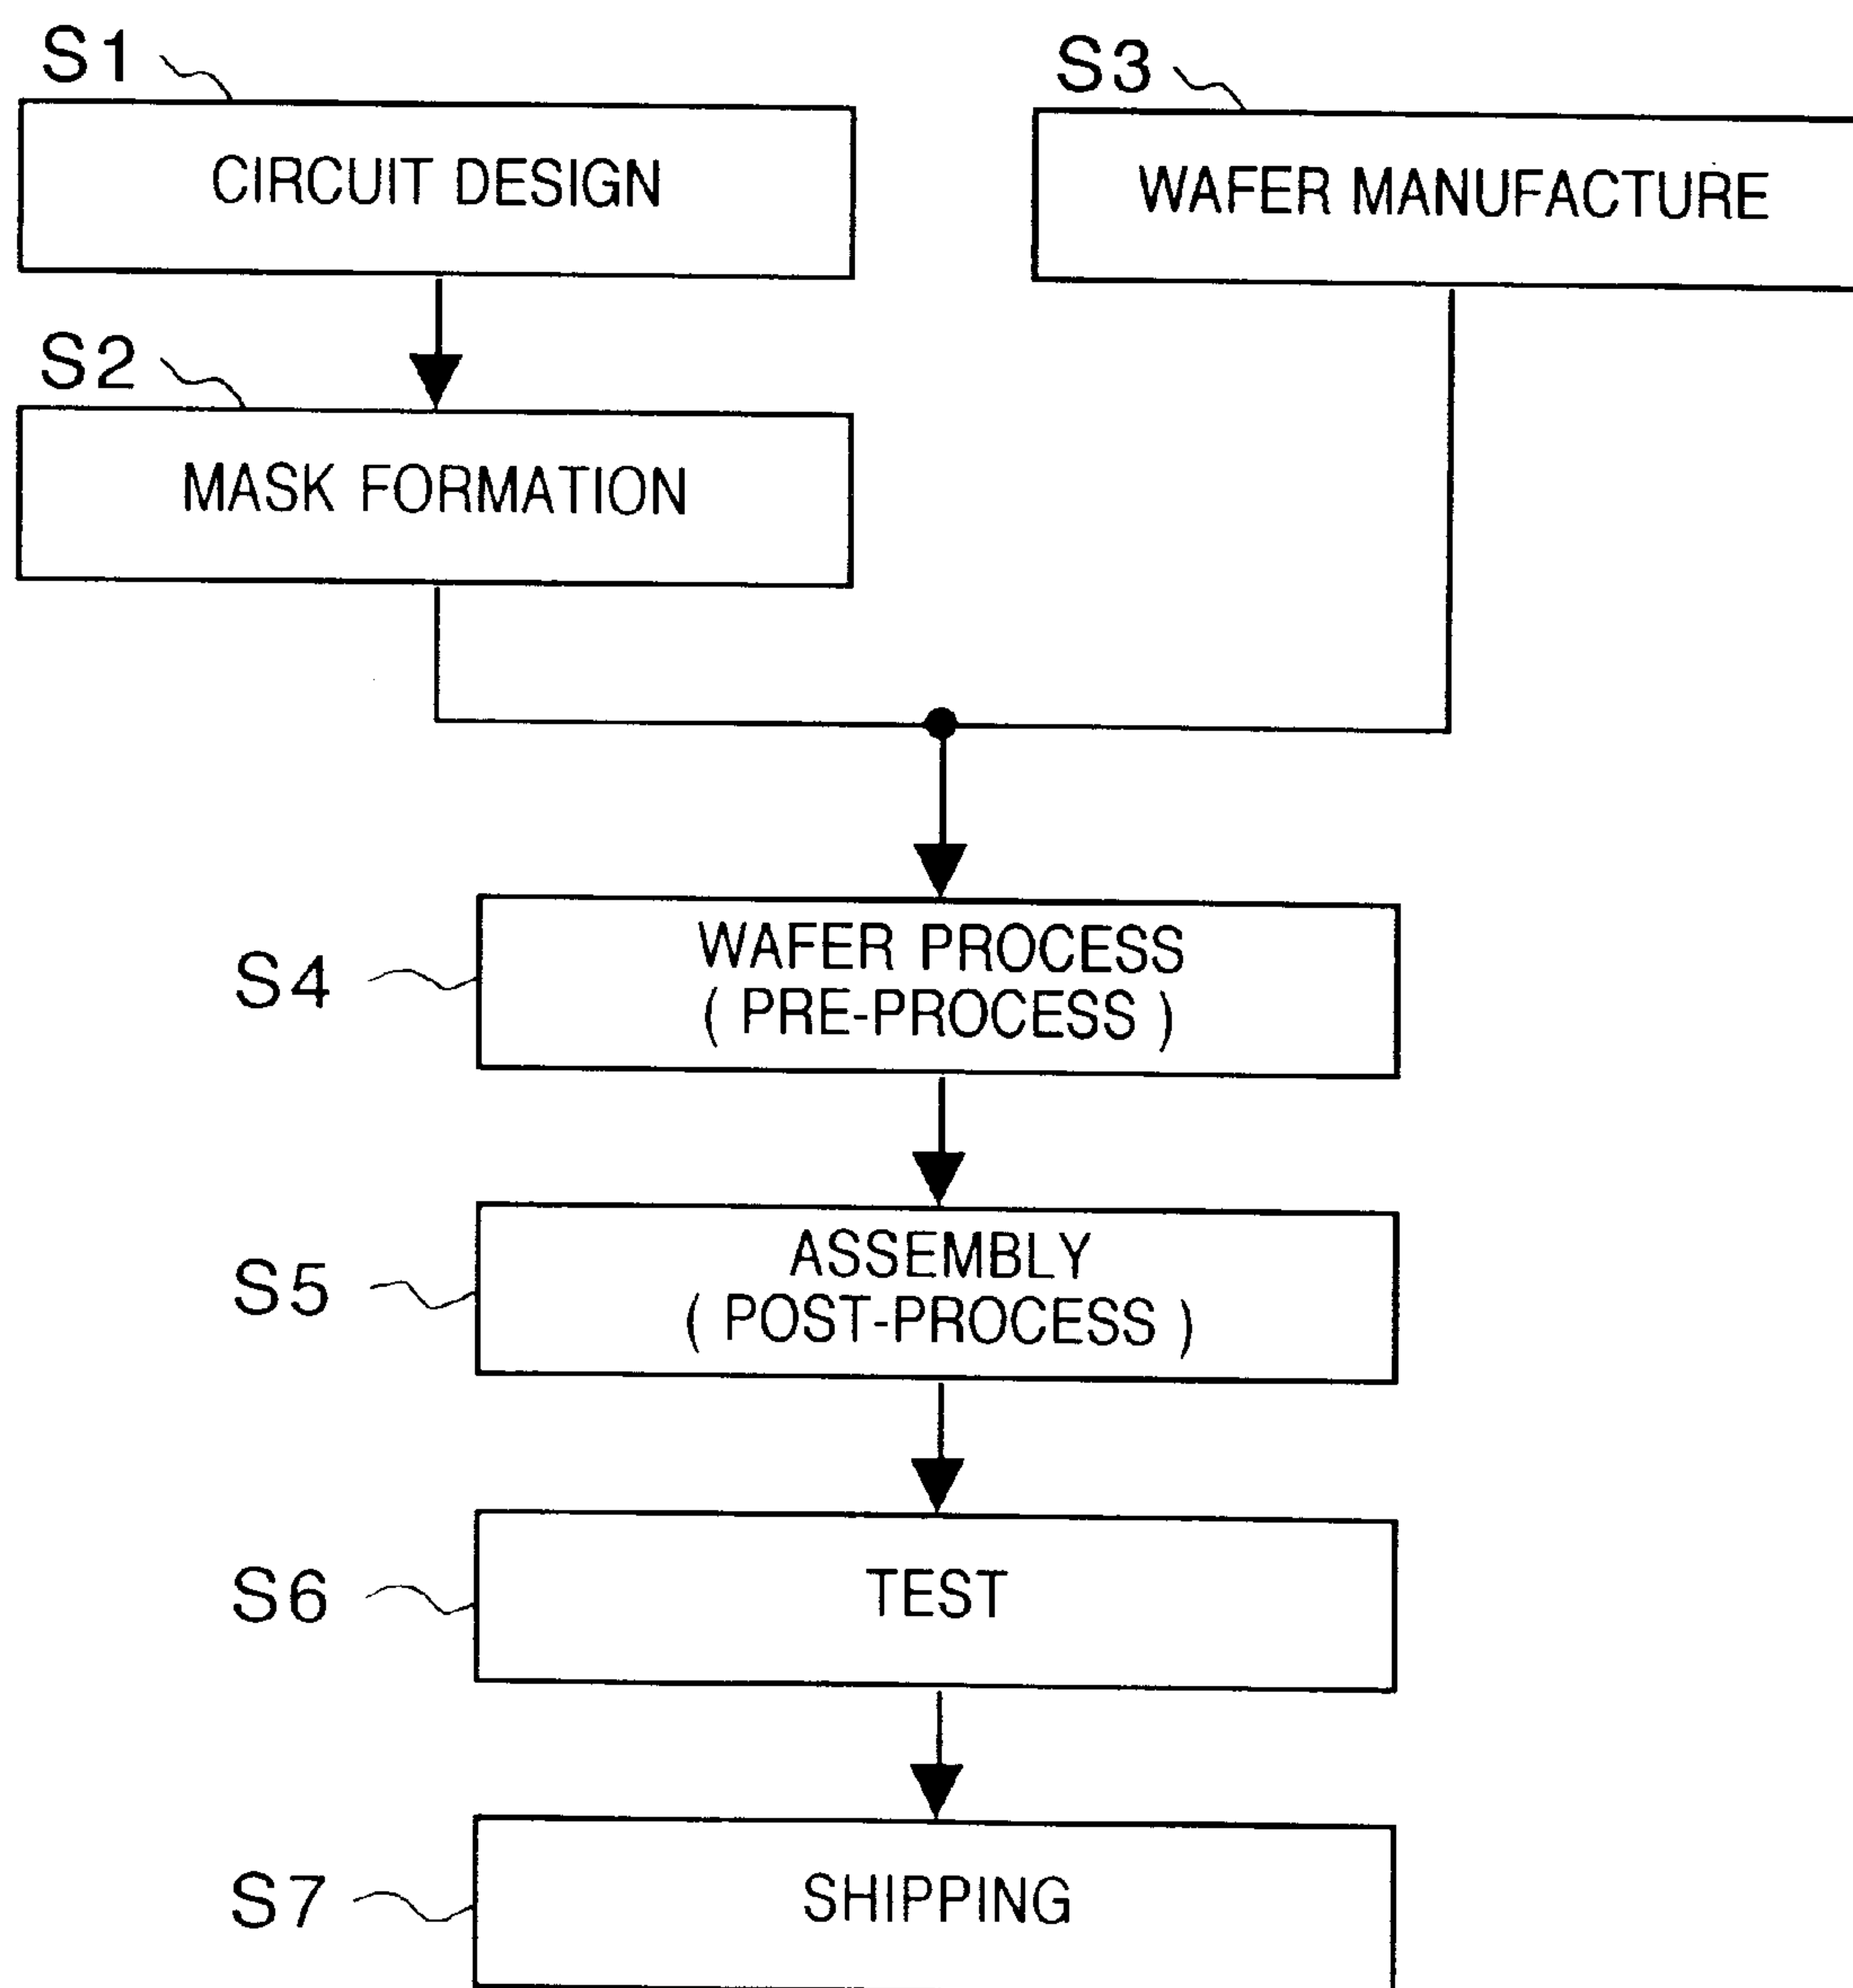 S1
CIRCUIT DESIGN
S3
WAFER MANUFACTURE
S2
MASK FORMATION
S4
WAFER PROCESS
( PRE-PROCESS )
S5
ASSEMBLY
( POST-PROCESS )
S6
TEST
S7
SHIPPING